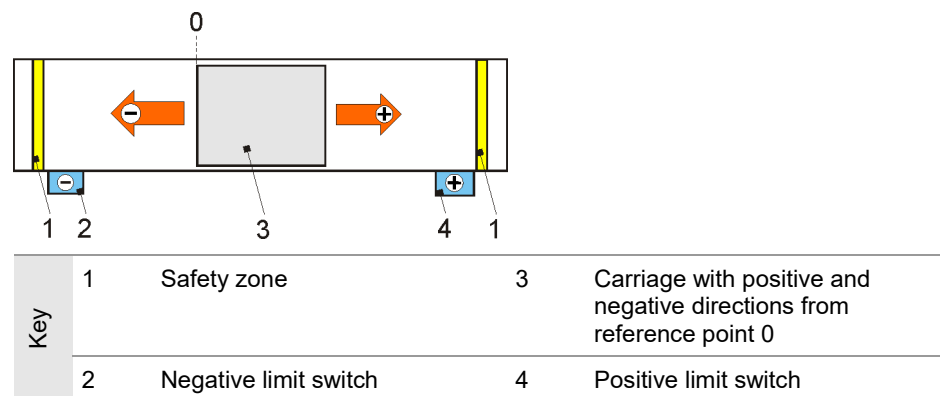 0
− +
− +
1 2 3 4 1
Key
1 Safety zone 3 Carriage with positive and
negative directions from
reference point 0
2 Negative limit switch 4 Positive limit switch